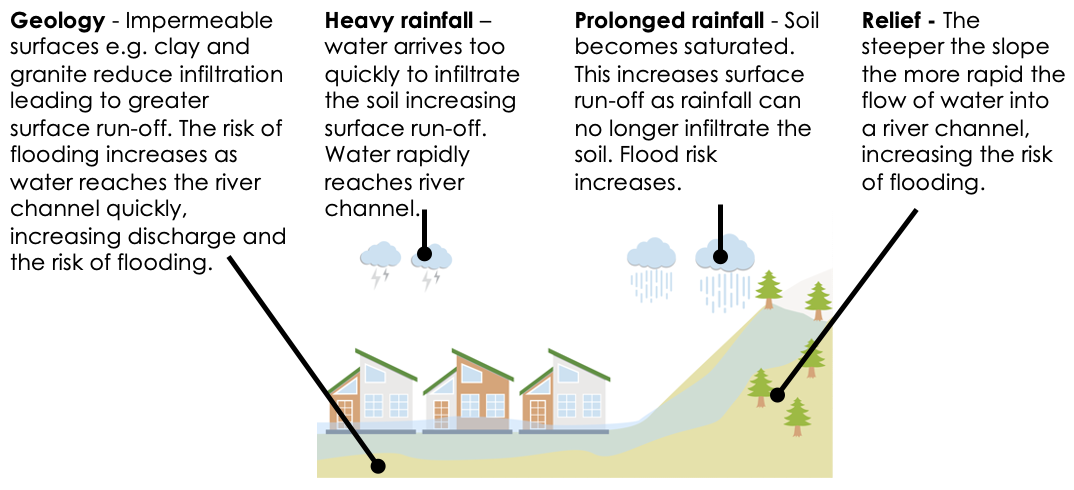 Geology - Impermeable
surfaces e.g. clay and
granite reduce infiltration
leading to greater
surface run-off. The risk of
flooding increases as
water reaches the river
channel quickly,
increasing discharge and
the risk of flooding.
Heavy rainfall –
water arrives too
quickly to infiltrate
the soil increasing
surface run-off.
Water rapidly
reaches river
channel.
Prolonged rainfall - Soil
becomes saturated.
This increases surface
run-off as rainfall can
no longer infiltrate the
soil. Flood risk
increases.
Relief - The
steeper the slope
the more rapid the
flow of water into
a river channel,
increasing the risk
of flooding.